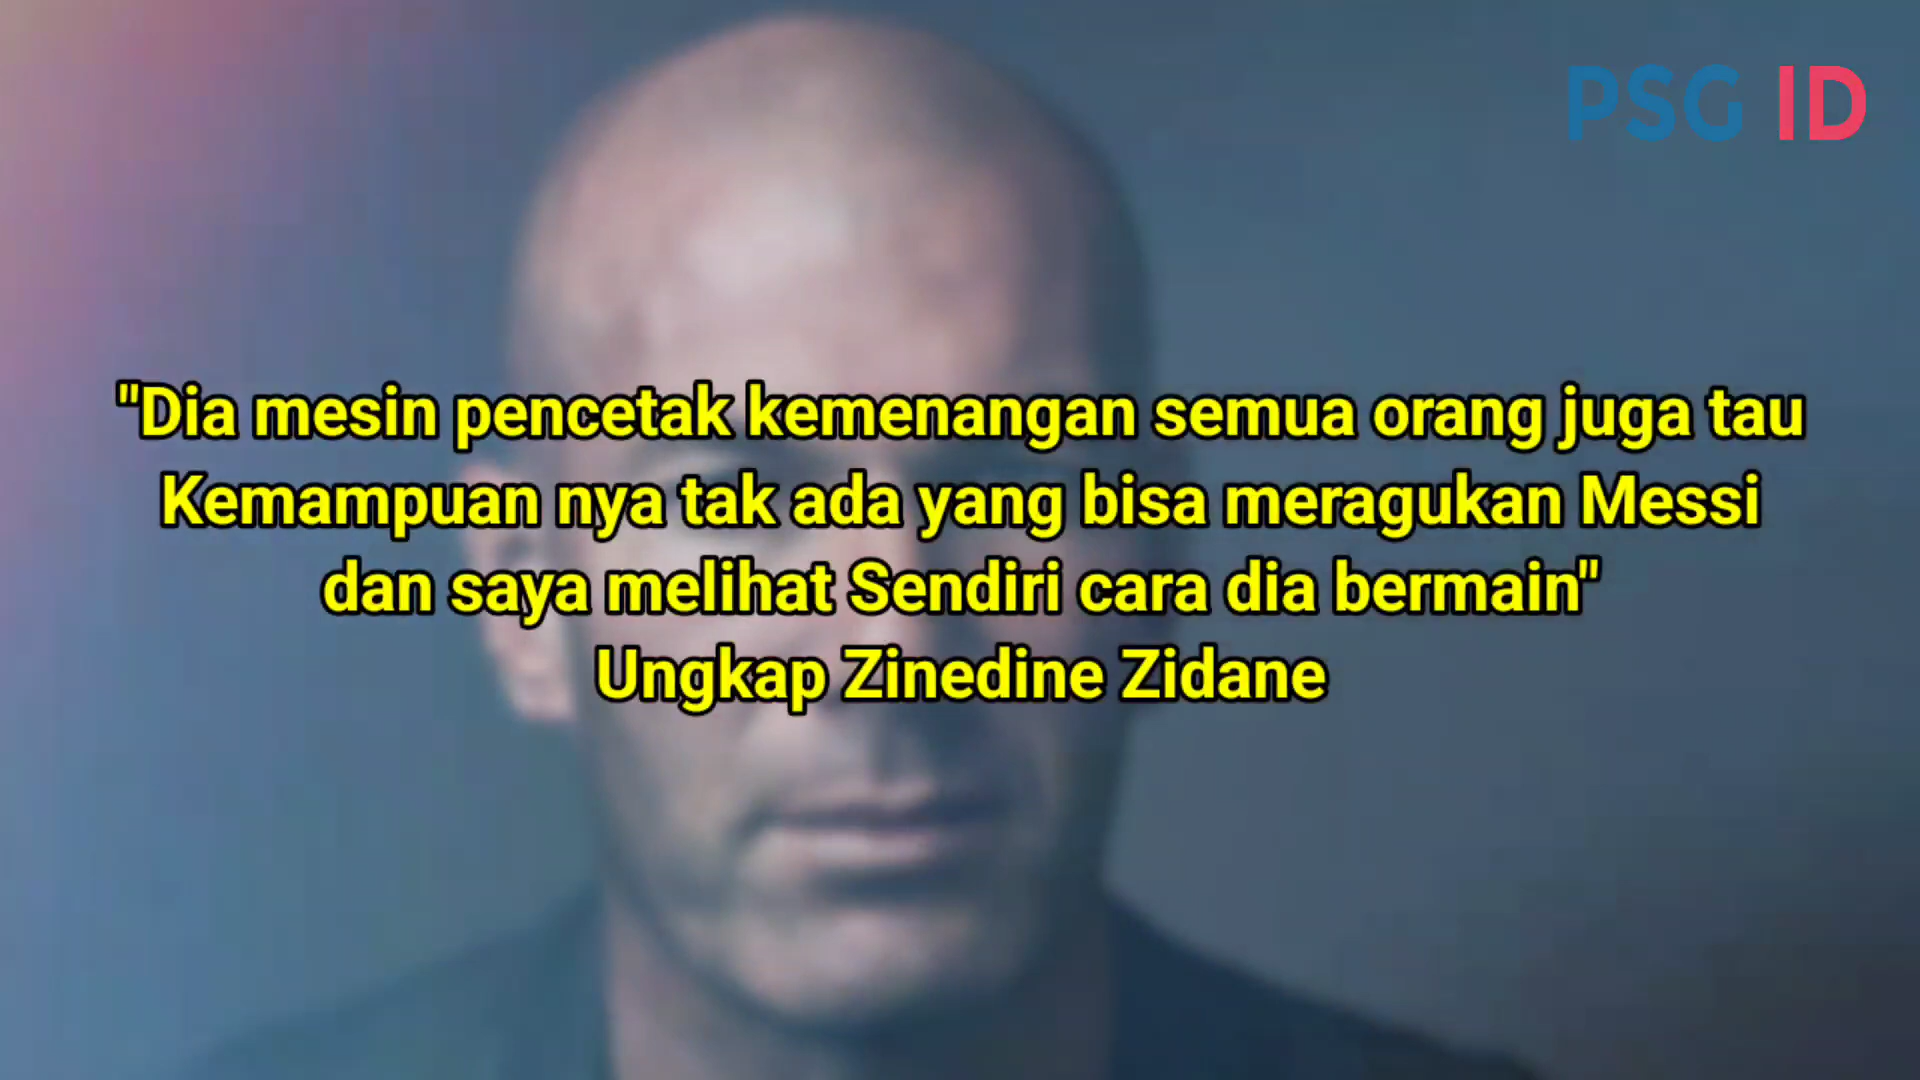 PSG ID
"Dia mesin pencetak kemenangan semua orang juga tau
Kemampuan nya tak ada yang bisa meragukan Messi
dan saya melihat Sendiri cara dia bermain"
Ungkap Zinedine Zidane